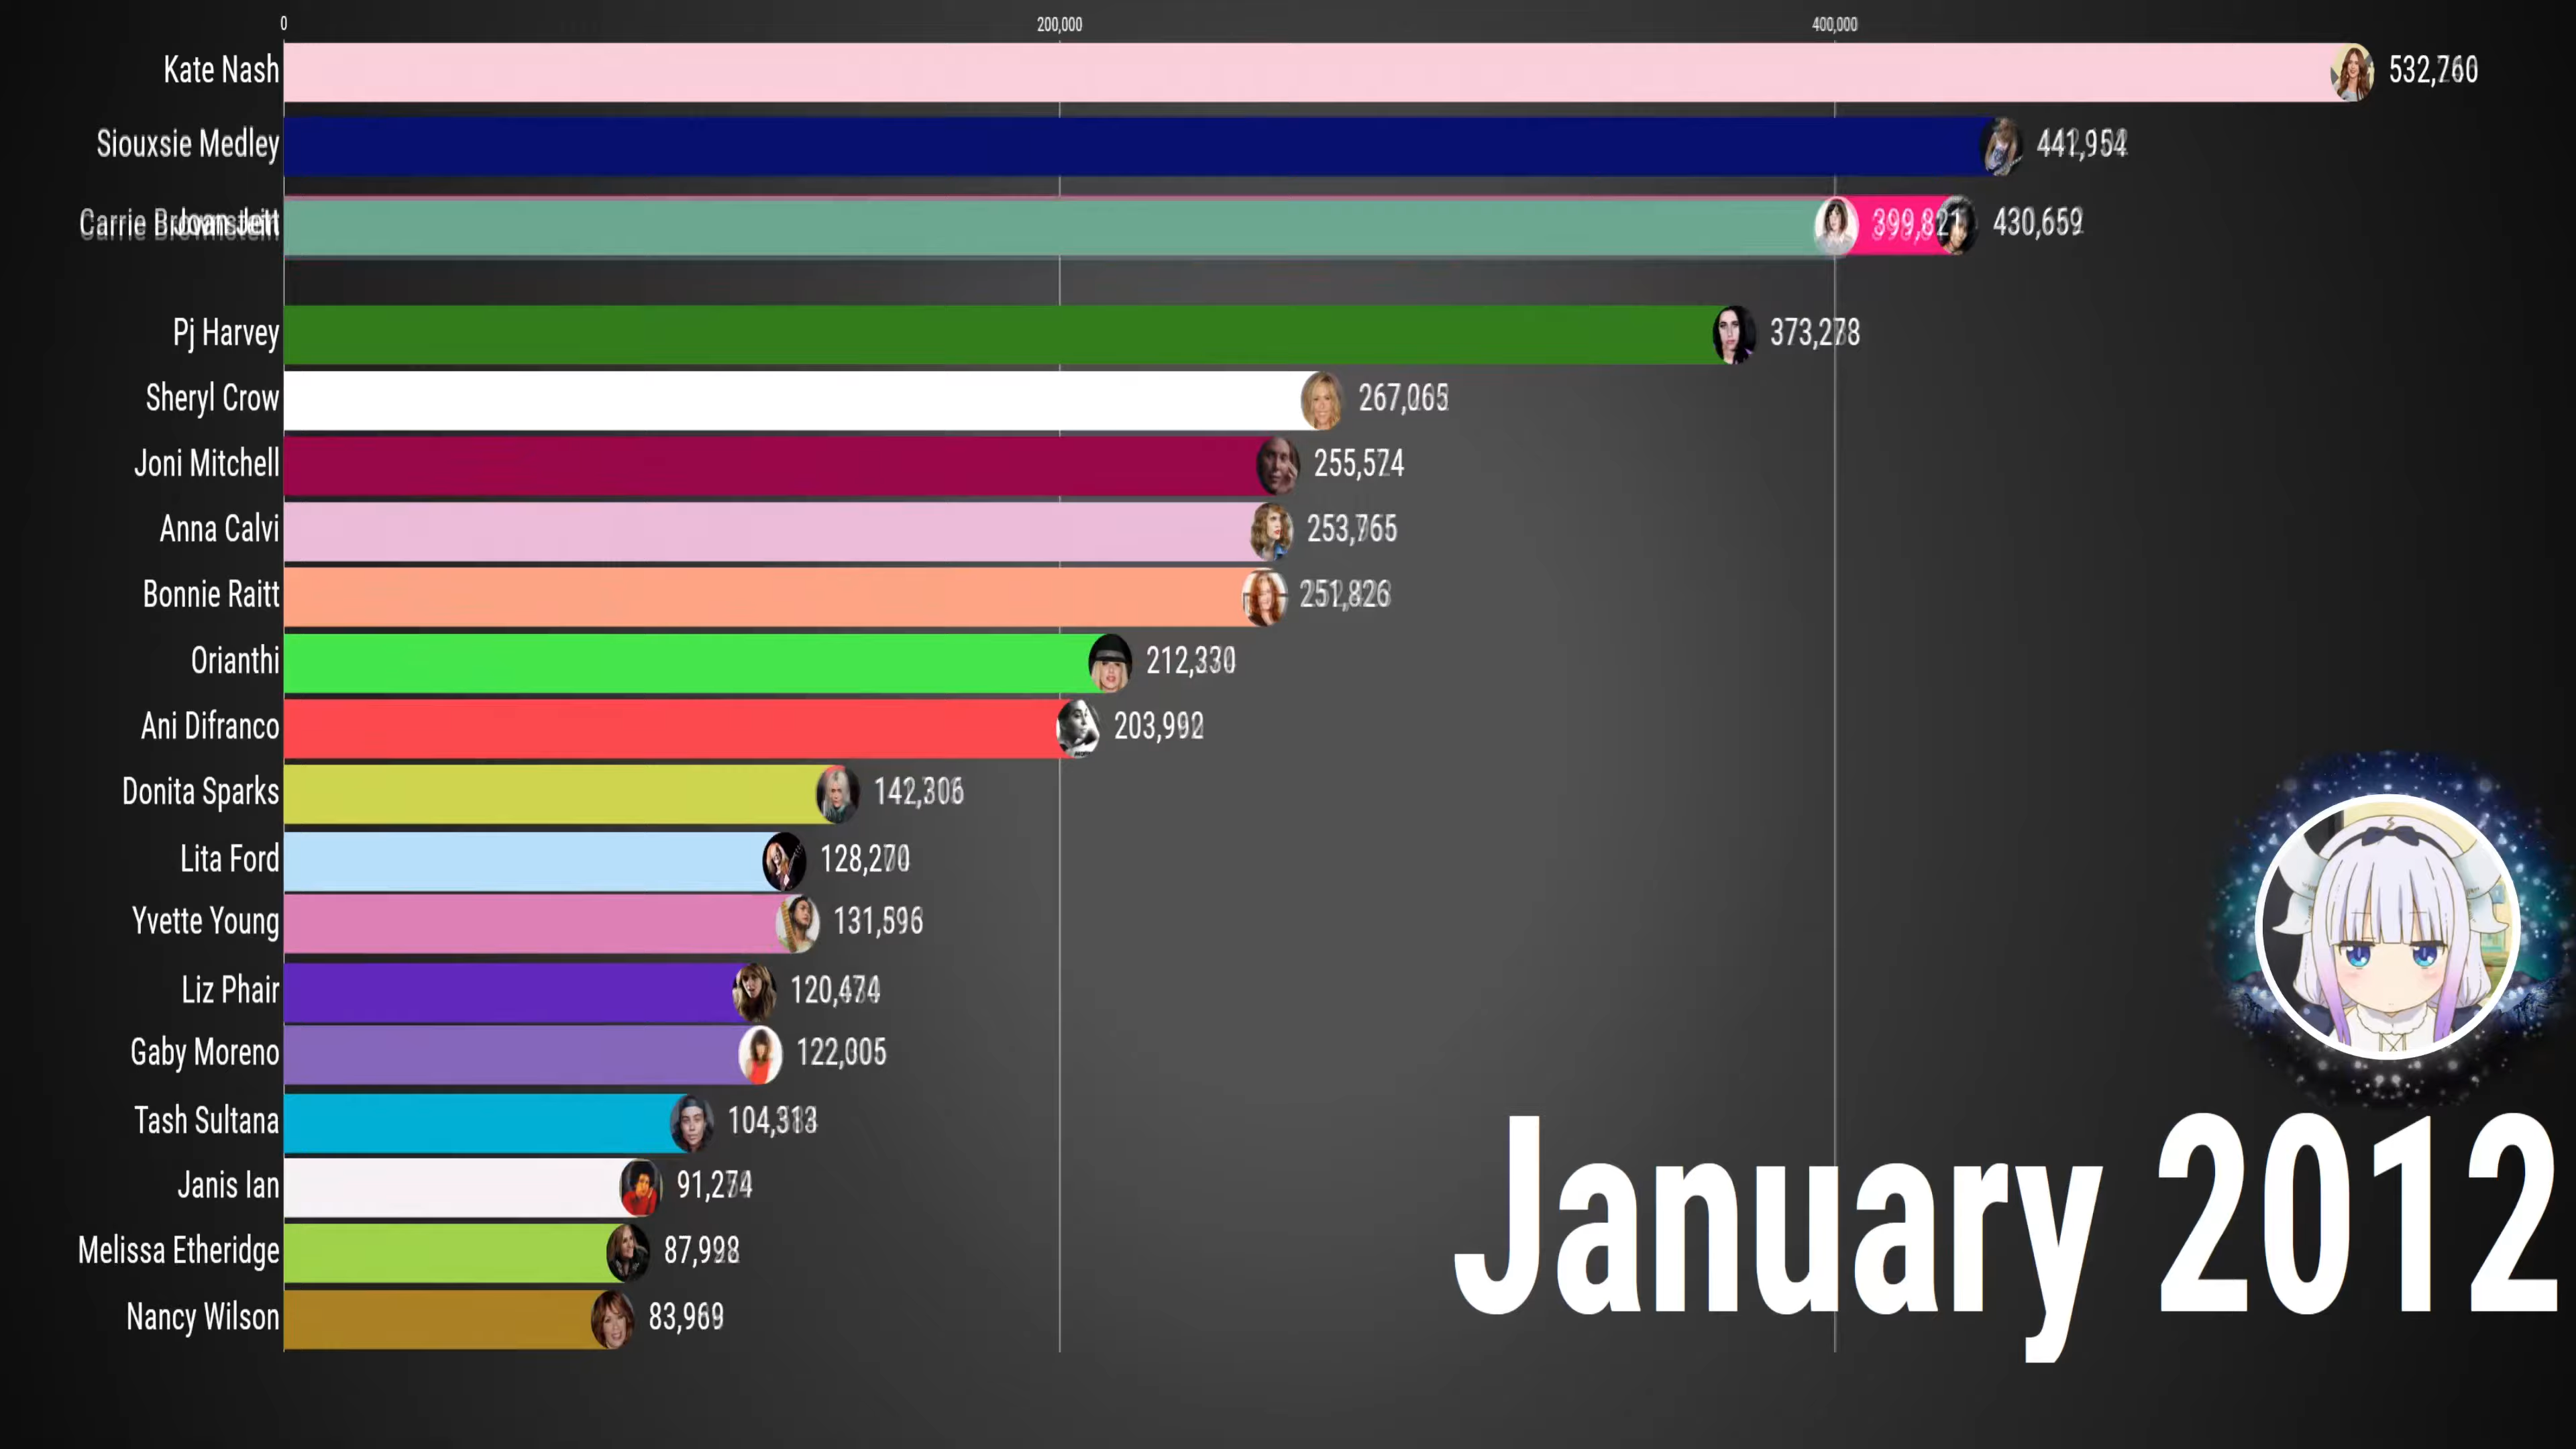 0 200,000 400,000
Kate Nash 532,760
Siouxsie Medley 441,954
Carrie Brownstein Joan Jett 399,821 430,659
Pj Harvey 373,278
Sheryl Crow 267,065
Joni Mitchell 255,574
Anna Calvi 253,765
Bonnie Raitt 251,826
Orianthi 212,330
Ani Difranco 203,992
Donita Sparks 142,306
Lita Ford 128,270
Yvette Young 131,596
Liz Phair 120,474
Gaby Moreno 122,005
Tash Sultana 104,313
Janis Ian 91,274
Melissa Etheridge 87,998
Nancy Wilson 83,969
January 2012